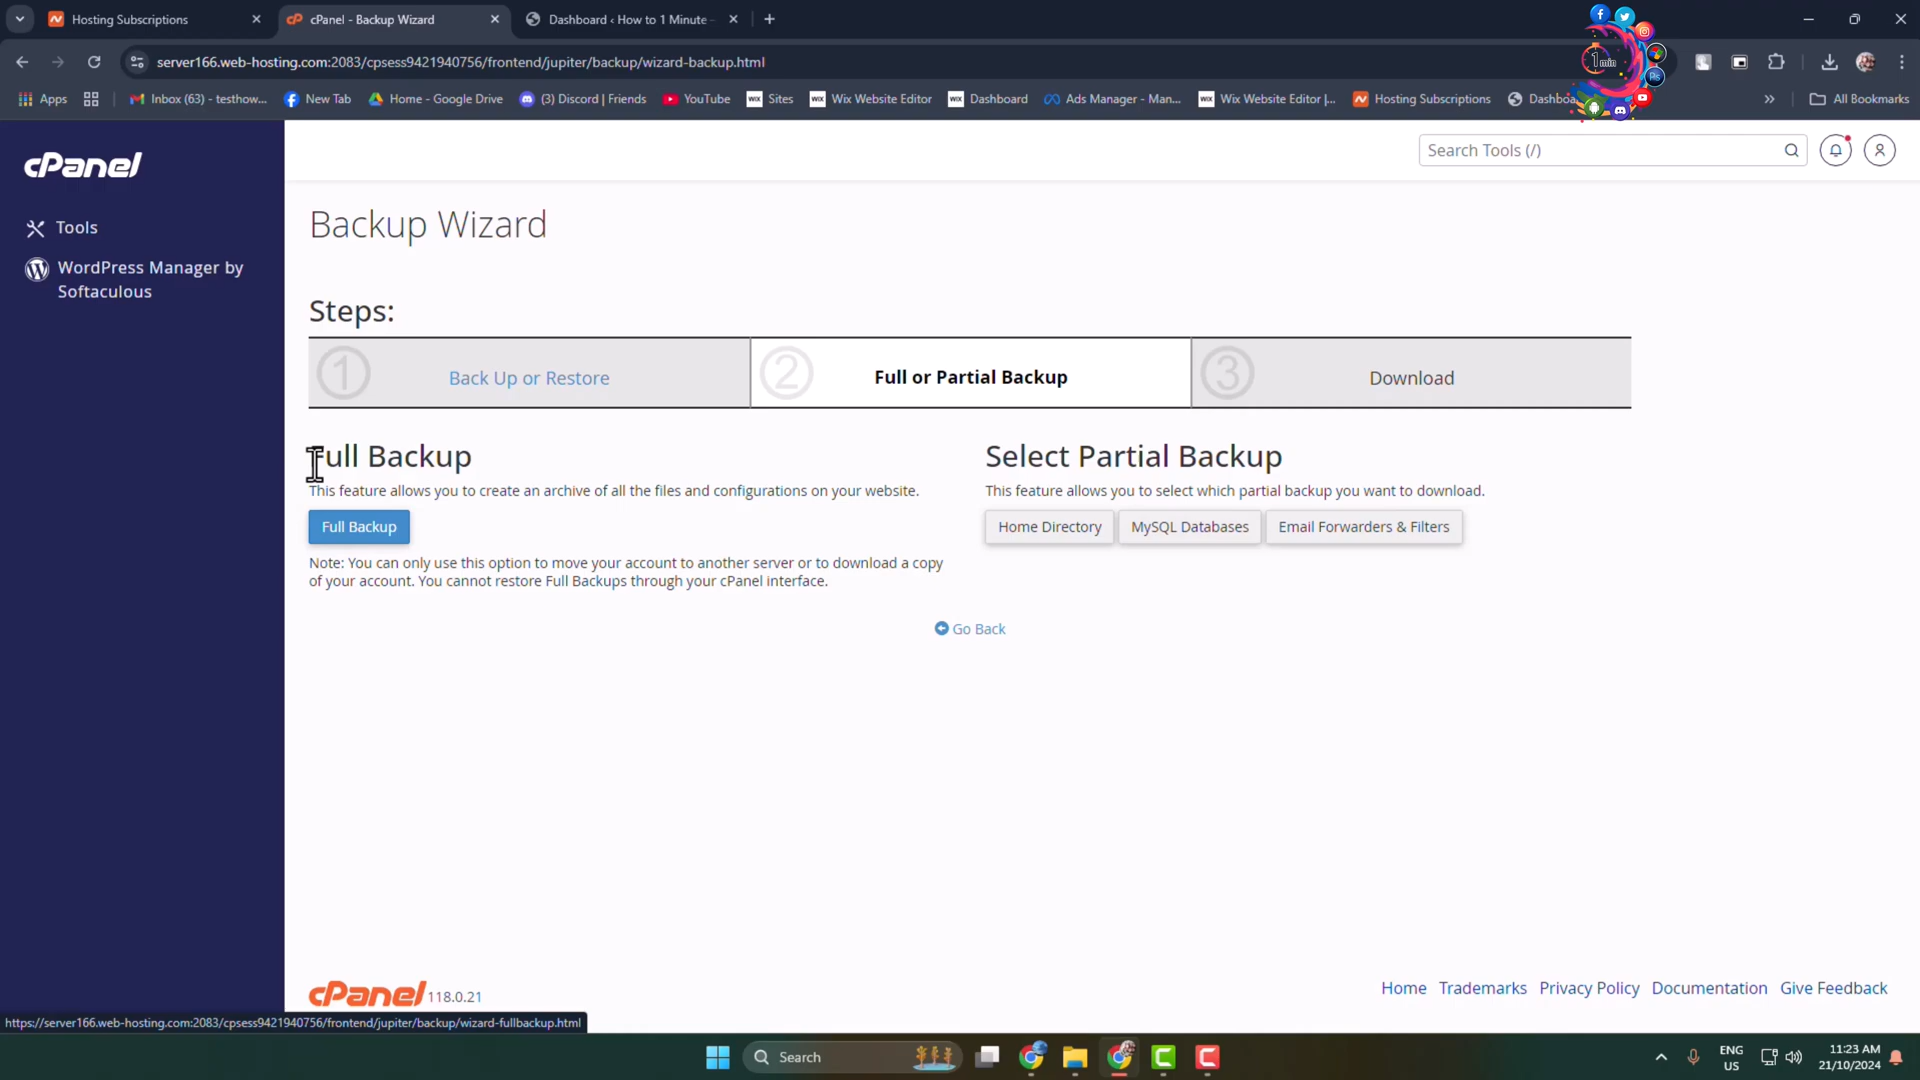 Hosting Subscriptions
cPanel - Backup Wizard
Dashboard ‹ How to 1 Minute
server166.web-hosting.com:2083/cpsess9421940756/frontend/jupiter/backup/wizard-backup.html
Apps
Inbox (63) - testhow...
New Tab
Home - Google Drive
(3) Discord | Friends
YouTube
Sites
Wix Website Editor
Dashboard
Ads Manager - Man...
Wix Website Editor |...
Hosting Subscriptions
All Bookmarks
1min
cPanel
Search Tools (/)
Tools
WordPress Manager by
Softaculous
Backup Wizard
Steps:
1 Back Up or Restore
2 Full or Partial Backup
3 Download
Full Backup
This feature allows you to create an archive of all the files and configurations on your website.
Full Backup
Note: You can only use this option to move your account to another server or to download a copy
of your account. You cannot restore Full Backups through your cPanel interface.
Select Partial Backup
This feature allows you to select which partial backup you want to download.
Home Directory
MySQL Databases
Email Forwarders & Filters
Go Back
cPanel 118.0.21
Home
Trademarks
Privacy Policy
Documentation
Give Feedback
https://server166.web-hosting.com:2083/cpsess9421940756/frontend/jupiter/backup/wizard-fullbackup.html
Search
ENG
US
11:23 AM
21/10/2024